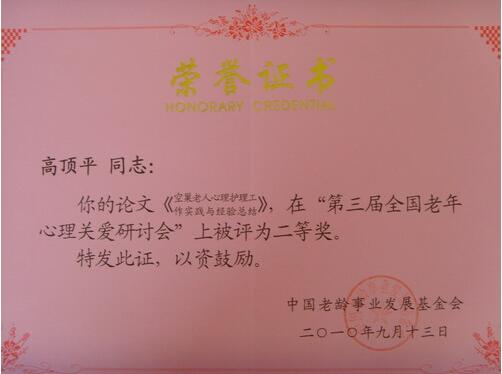 荣誉证书
HONORARY CREDENTIAL
高顶平 同志：
你的论文《空巢老人心理护理工作实践与经验总结》，在“第三届全国老年
心理关爱研讨会”上被评为二等奖。
特发此证，以资鼓励。
中国老龄事业发展基金会
二〇一〇年九月十三日